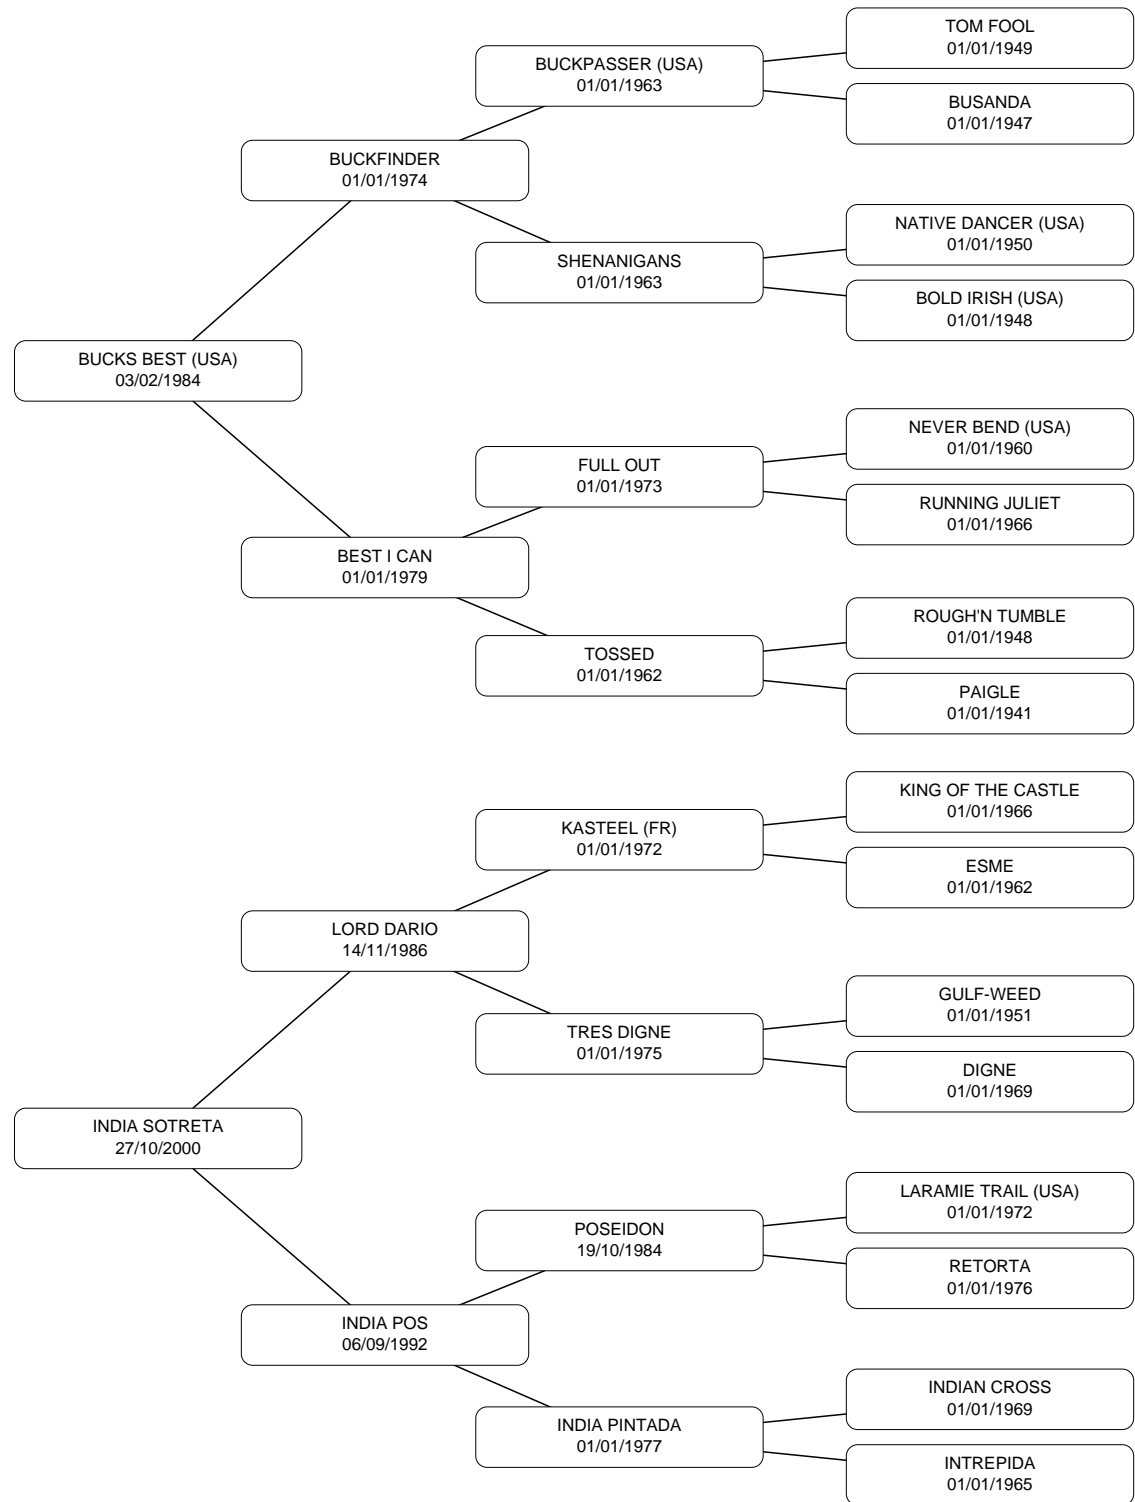 TOM FOOL
01/01/1949
BUCKPASSER (USA)
01/01/1963
BUSANDA
01/01/1947
BUCKFINDER
01/01/1974
NATIVE DANCER (USA)
01/01/1950
SHENANIGANS
01/01/1963
BOLD IRISH (USA)
01/01/1948
BUCKS BEST (USA)
03/02/1984
NEVER BEND (USA)
01/01/1960
FULL OUT
01/01/1973
RUNNING JULIET
01/01/1966
BEST I CAN
01/01/1979
ROUGH'N TUMBLE
01/01/1948
TOSSED
01/01/1962
PAIGLE
01/01/1941
KING OF THE CASTLE
01/01/1966
KASTEEL (FR)
01/01/1972
ESME
01/01/1962
LORD DARIO
14/11/1986
GULF-WEED
01/01/1951
TRES DIGNE
01/01/1975
DIGNE
01/01/1969
INDIA SOTRETA
27/10/2000
LARAMIE TRAIL (USA)
01/01/1972
POSEIDON
19/10/1984
RETORTA
01/01/1976
INDIA POS
06/09/1992
INDIAN CROSS
01/01/1969
INDIA PINTADA
01/01/1977
INTREPIDA
01/01/1965